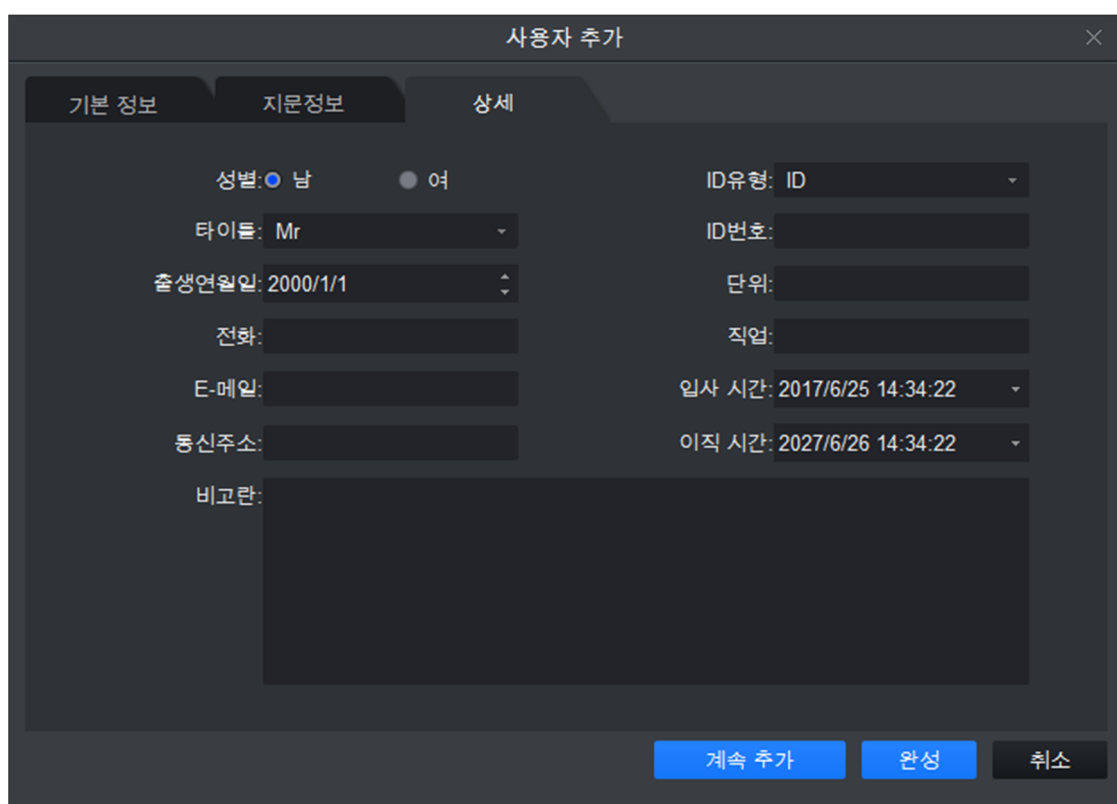 사용자 추가
기본 정보 지문정보 상세
성별: 남 여 ID유형: ID
타이틀: Mr ID번호:
출생연월일: 2000/1/1 단위:
전화: 직업:
E-메일: 입사 시간: 2017/6/25 14:34:22
통신주소: 이직 시간: 2027/6/26 14:34:22
비고란:
계속 추가 완성 취소